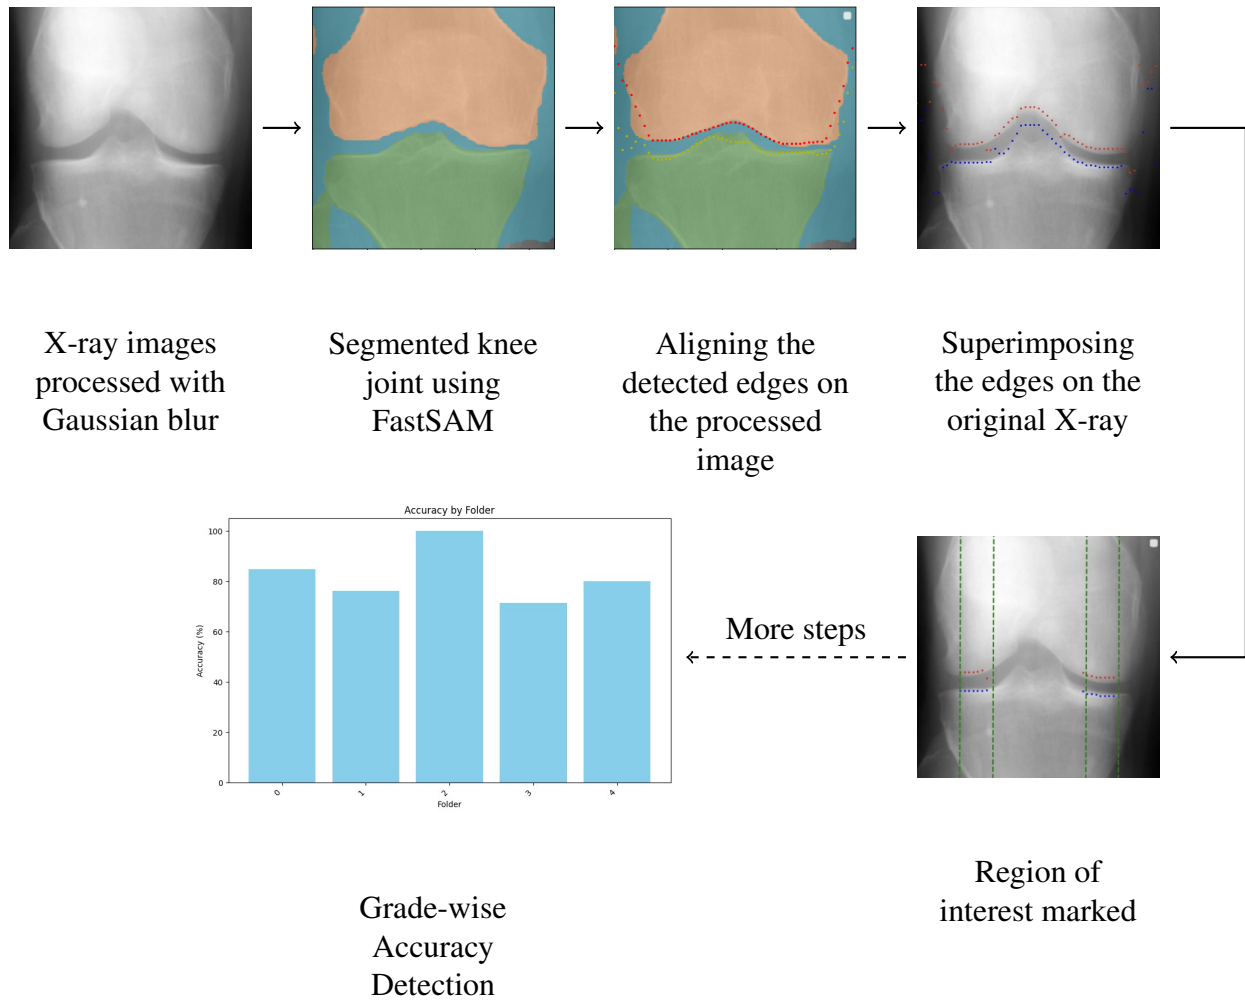 X-ray images
processed with
Gaussian blur
Segmented knee
joint using
FastSAM
Aligning the
detected edges on
the processed
image
Superimposing
the edges on the
original X-ray
Accuracy by Folder
Accuracy (%)
100
80
60
40
20
0
0 1 2 3 4
Folder
More steps
Region of
interest marked
Grade-wise
Accuracy
Detection